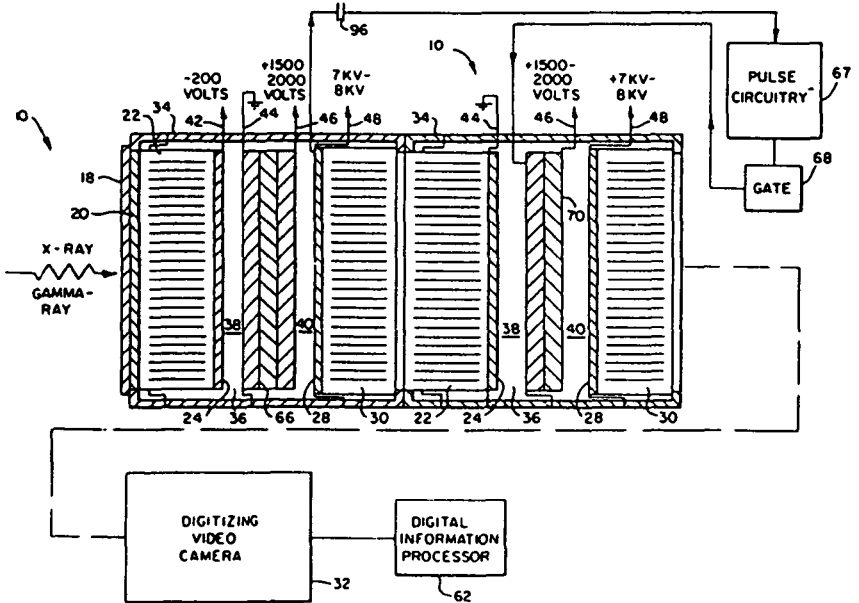 96
10
+1500-
2000
VOLTS
PULSE
CIRCUITRY
67
-200
VOLTS
+1500
2000
VOLTS
7KV-
8KV
+7KV-
8KV
10
22
34
42
44
46
48
34
44
46
48
GATE
68
18
20
70
X-RAY
GAMMA-
RAY
38
40
38
40
24
36
66
28
30
22
24
36
28
30
DIGITIZING
VIDEO
CAMERA
DIGITAL
INFORMATION
PROCESSOR
32
62